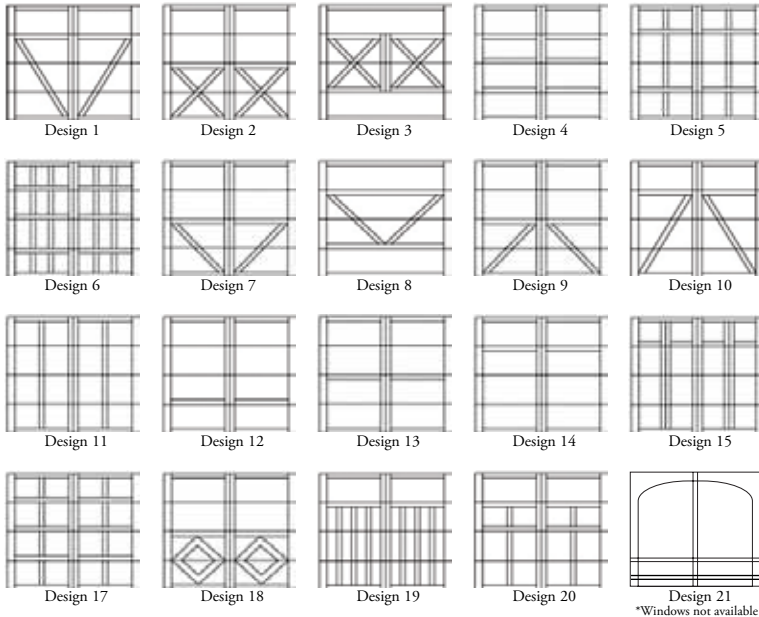 Design 1
Design 2
Design 3
Design 4
Design 5
Design 6
Design 7
Design 8
Design 9
Design 10
Design 11
Design 12
Design 13
Design 14
Design 15
Design 17
Design 18
Design 19
Design 20
Design 21
*Windows not available